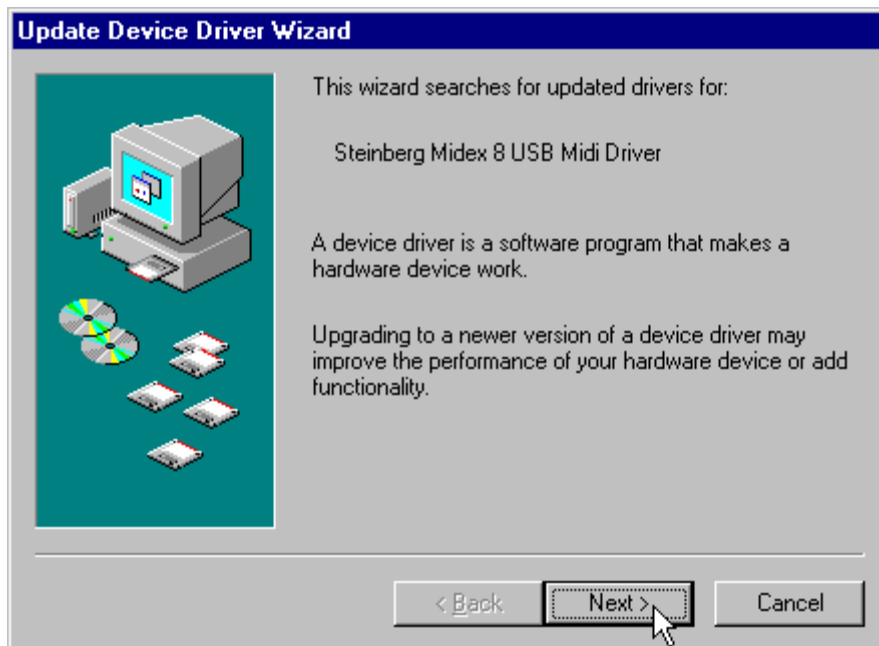 Update Device Driver Wizard
This wizard searches for updated drivers for:
Steinberg Midex 8 USB Midi Driver
A device driver is a software program that makes a
hardware device work.
Upgrading to a newer version of a device driver may
improve the performance of your hardware device or add
functionality.
< Back
Next >
Cancel